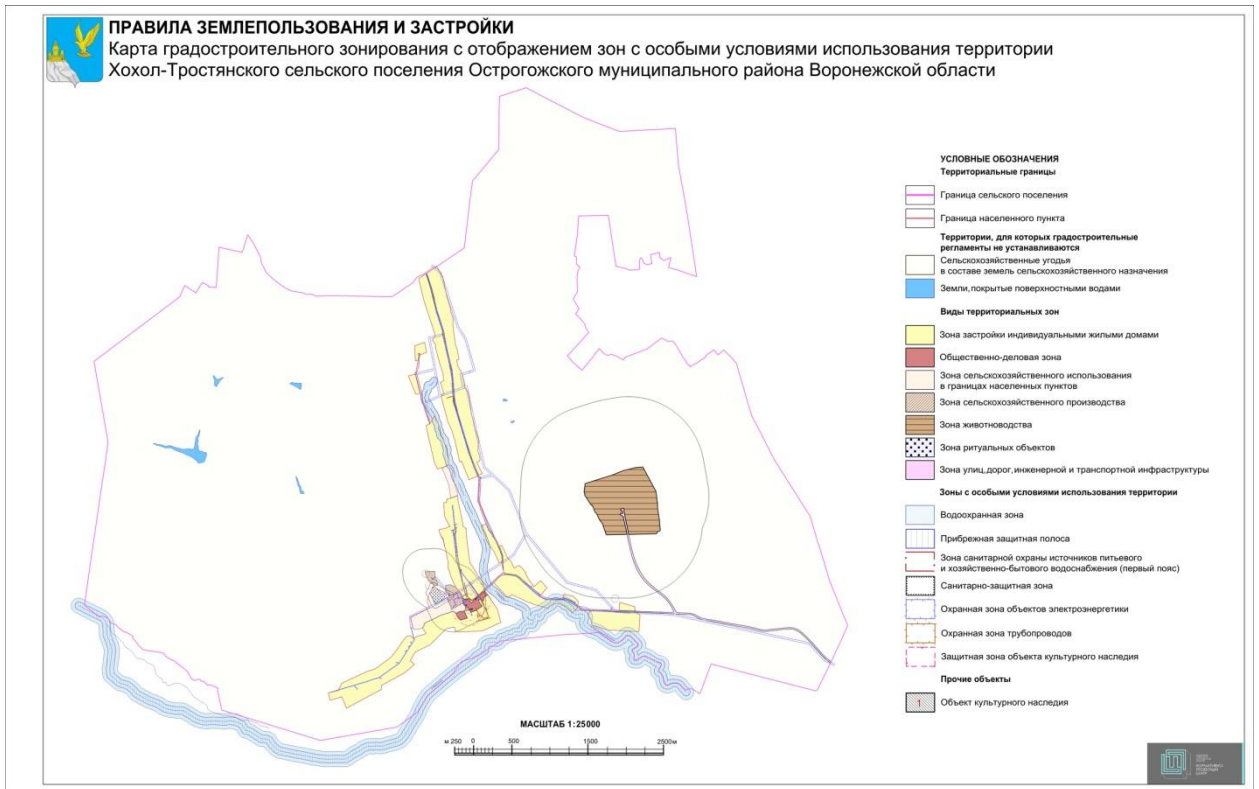 ПРАВИЛА ЗЕМЛЕПОЛЬЗОВАНИЯ И ЗАСТРОЙКИ
Карта градостроительного зонирования с отображением зон с особыми условиями использования территории
Хохол-Тростянского сельского поселения Острогожского муниципального района Воронежской области
УСЛОВНЫЕ ОБОЗНАЧЕНИЯ
Территориальные границы
Граница сельского поселения
Граница населенного пункта
Территории, для которых градостроительные
регламенты не устанавливаются
Сельскохозяйственные угодья
в составе земель сельскохозяйственного назначения
Земли,покрытые поверхностными водами
Виды территориальных зон
Зона застройки индивидуальными жилыми домами
Общественно-деловая зона
Зона сельскохозяйственного использования
в границах населенных пунктов
Зона сельскохозяйственного производства
Зона животноводства
Зона ритуальных объектов
Зона улиц,дорог,инженерной и транспортной инфраструктуры
Зоны с особыми условиями использования территории
Водоохранная зона
Прибрежная защитная полоса
Зона санитарной охраны источников питьевого
и хозяйственно-бытового водоснабжения (первый пояс)
Санитарно-защитная зона
Охранная зона объектов электроэнергетики
Охранная зона трубопроводов
Защитная зона объекта культурного наследия
Прочие объекты
1 Объект культурного наследия
МАСШТАБ 1:25000
м 250 0 500 1500 2500м